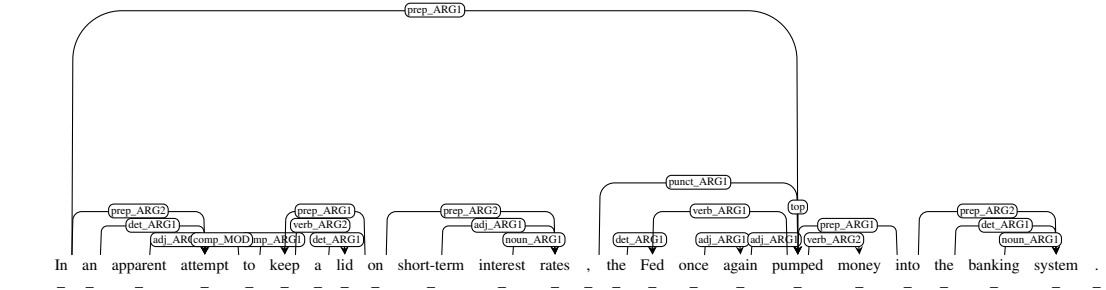 prep_ARG1
punct_ARG1
top
prep_ARG2 prep_ARG1 prep_ARG2 verb_ARG1 prep_ARG2
det_ARG1 verb_ARG2 adj_ARG1 prep_ARG1 det_ARG1
comp_MOD det_ARG1 noun_ARG1 det_ARG1 adj_ARG1 adj_ARG1 verb_ARG2 noun_ARG1
In an apparent attempt to keep a lid on short-term interest rates , the Fed once again pumped money into the banking system .
_ _ _ _ _ _ _ _ _ _ _ _ _ _ _ _ _ _ _ _ _ _ _ _